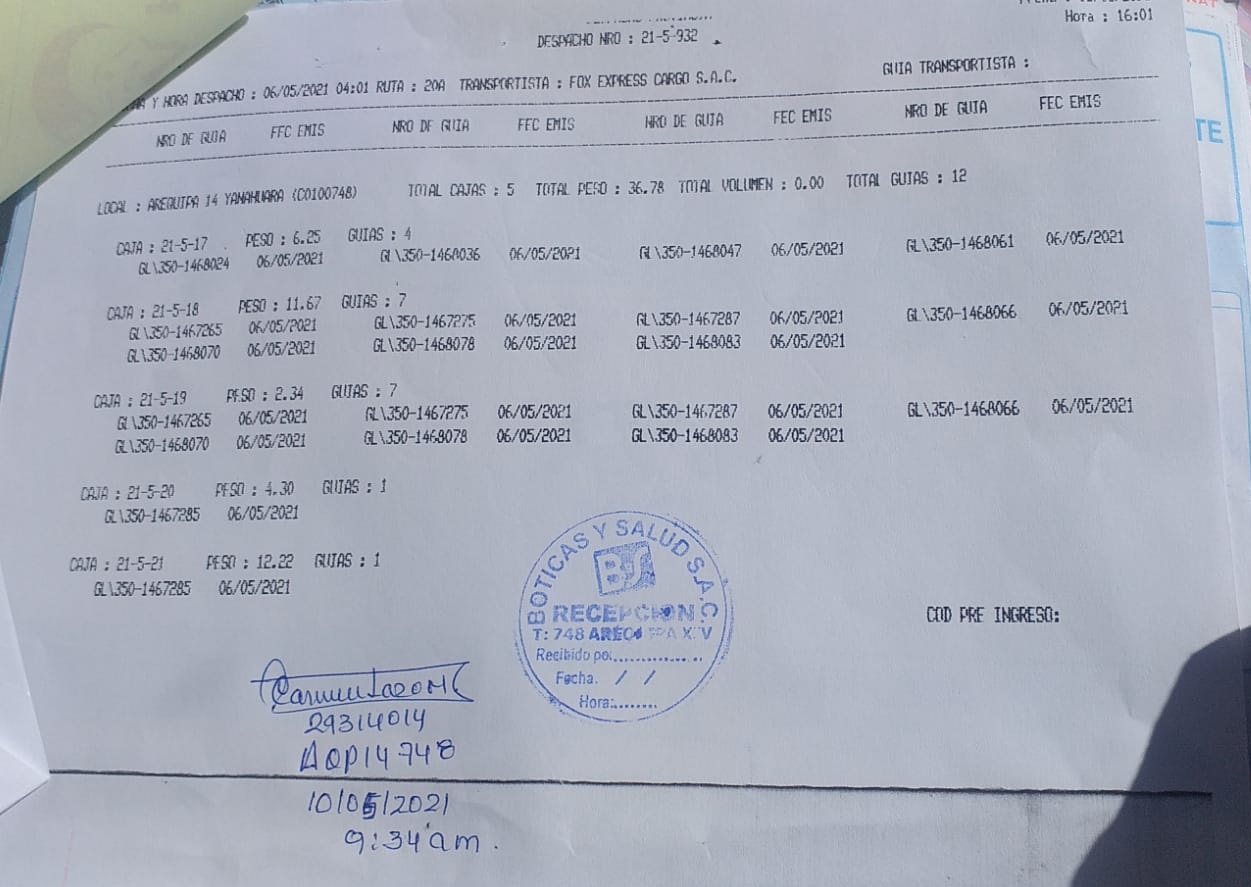 Hora : 16:01
DESPACHO NRO : 21-5-932
Y HORA DESPACHO : 06/05/2021 04:01 RUTA : 20A TRANSPORTISTA : FOX EXPRESS CARGO S.A.C. GUIA TRANSPORTISTA :
NRO DE GUIA FEC EMIS NRO DE GUIA FEC EMIS NRO DE GUIA FEC EMIS NRO DE GUIA FEC EMIS
LOCAL : AREQUIPA 14 YANAHUARA (C0100748) TOTAL CAJAS : 5 TOTAL PESO : 36.78 TOTAL VOLUMEN : 0.00 TOTAL GUIAS : 12
CAJA : 21-5-17 PESO : 6.25 GUIAS : 4
GL\350-1468024 06/05/2021 GL\350-1468036 06/05/2021 GL\350-1468047 06/05/2021 GL\350-1468061 06/05/2021
CAJA : 21-5-18 PESO : 11.67 GUIAS : 7
GL\350-1467265 06/05/2021 GL\350-1467275 06/05/2021 GL\350-1467287 06/05/2021 GL\350-1468066 06/05/2021
GL\350-1468070 06/05/2021 GL\350-1468078 06/05/2021 GL\350-1468083 06/05/2021
CAJA : 21-5-19 PESO : 2.34 GUIAS : 7
GL\350-1467265 06/05/2021 GL\350-1467275 06/05/2021 GL\350-1467287 06/05/2021 GL\350-1468066 06/05/2021
GL\350-1468070 06/05/2021 GL\350-1468078 06/05/2021 GL\350-1468083 06/05/2021
CAJA : 21-5-20 PESO : 4.30 GUIAS : 1
GL\350-1467285 06/05/2021
CAJA : 21-5-21 PESO : 12.22 GUIAS : 1
GL\350-1467285 06/05/2021
COD PRE INGRESO:
BOTICAS Y SALUD S.A.C.
BS
RECEPCION
T: 748 AREQUIPA XIV
Recibido por:..............
Fecha. / /
Hora:........
29314014
AQP14748
10/05/2021
9:34 am.
TE